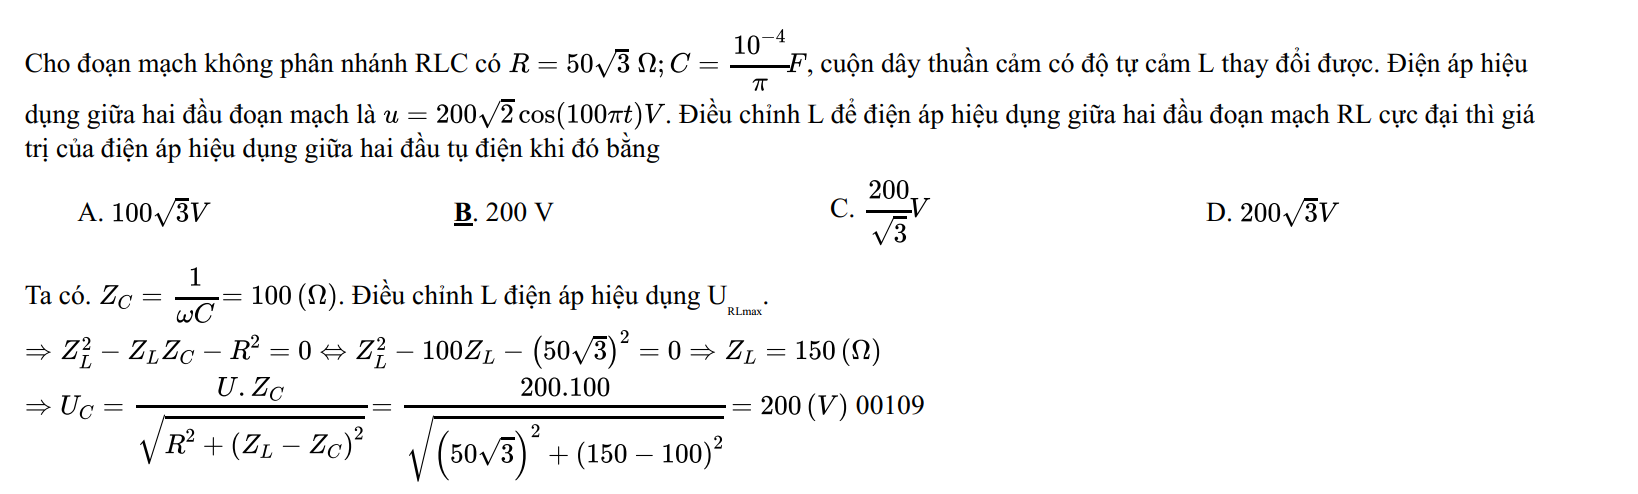 Cho đoạn mạch không phân nhánh RLC có $R = 50\sqrt{3}\,\Omega; C = \frac{10^{-4}}{\pi}F$, cuộn dây thuần cảm có độ tự cảm L thay đổi được. Điện áp hiệu
dụng giữa hai đầu đoạn mạch là $u = 200\sqrt{2}\cos(100\pi t)V$. Điều chỉnh L để điện áp hiệu dụng giữa hai đầu đoạn mạch RL cực đại thì giá
trị của điện áp hiệu dụng giữa hai đầu tụ điện khi đó bằng
A. $100\sqrt{3}V$ B. 200 V C. $\frac{200}{\sqrt{3}}V$ D. $200\sqrt{3}V$
Ta có. $Z_C = \frac{1}{\omega C} = 100\,(\Omega)$. Điều chỉnh L điện áp hiệu dụng U$_{\text{RLmax}}$.
$\Rightarrow Z_L^2 - Z_L Z_C - R^2 = 0 \Leftrightarrow Z_L^2 - 100Z_L - (50\sqrt{3})^2 = 0 \Rightarrow Z_L = 150\,(\Omega)$
$\Rightarrow U_C = \frac{U.Z_C}{\sqrt{R^2 + (Z_L - Z_C)^2}} = \frac{200.100}{\sqrt{(50\sqrt{3})^2 + (150 - 100)^2}} = 200\,(V)$ 00109